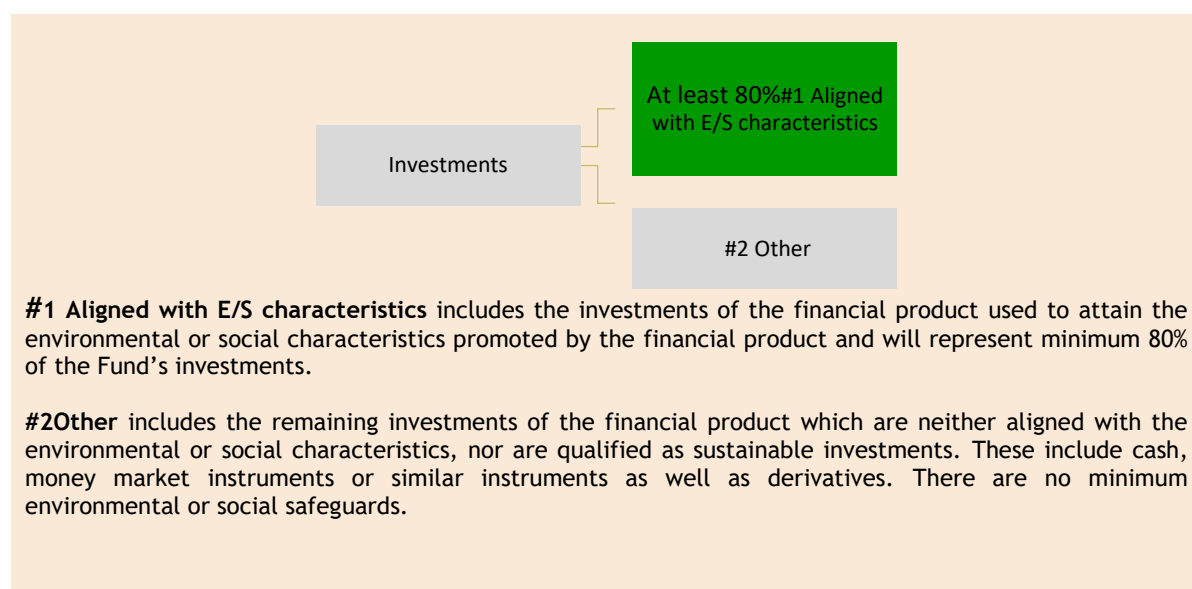 At least 80%#1 Aligned
with E/S characteristics
Investments
#2 Other
#1 Aligned with E/S characteristics includes the investments of the financial product used to attain the
environmental or social characteristics promoted by the financial product and will represent minimum 80%
of the Fund’s investments.
#2Other includes the remaining investments of the financial product which are neither aligned with the
environmental or social characteristics, nor are qualified as sustainable investments. These include cash,
money market instruments or similar instruments as well as derivatives. There are no minimum
environmental or social safeguards.